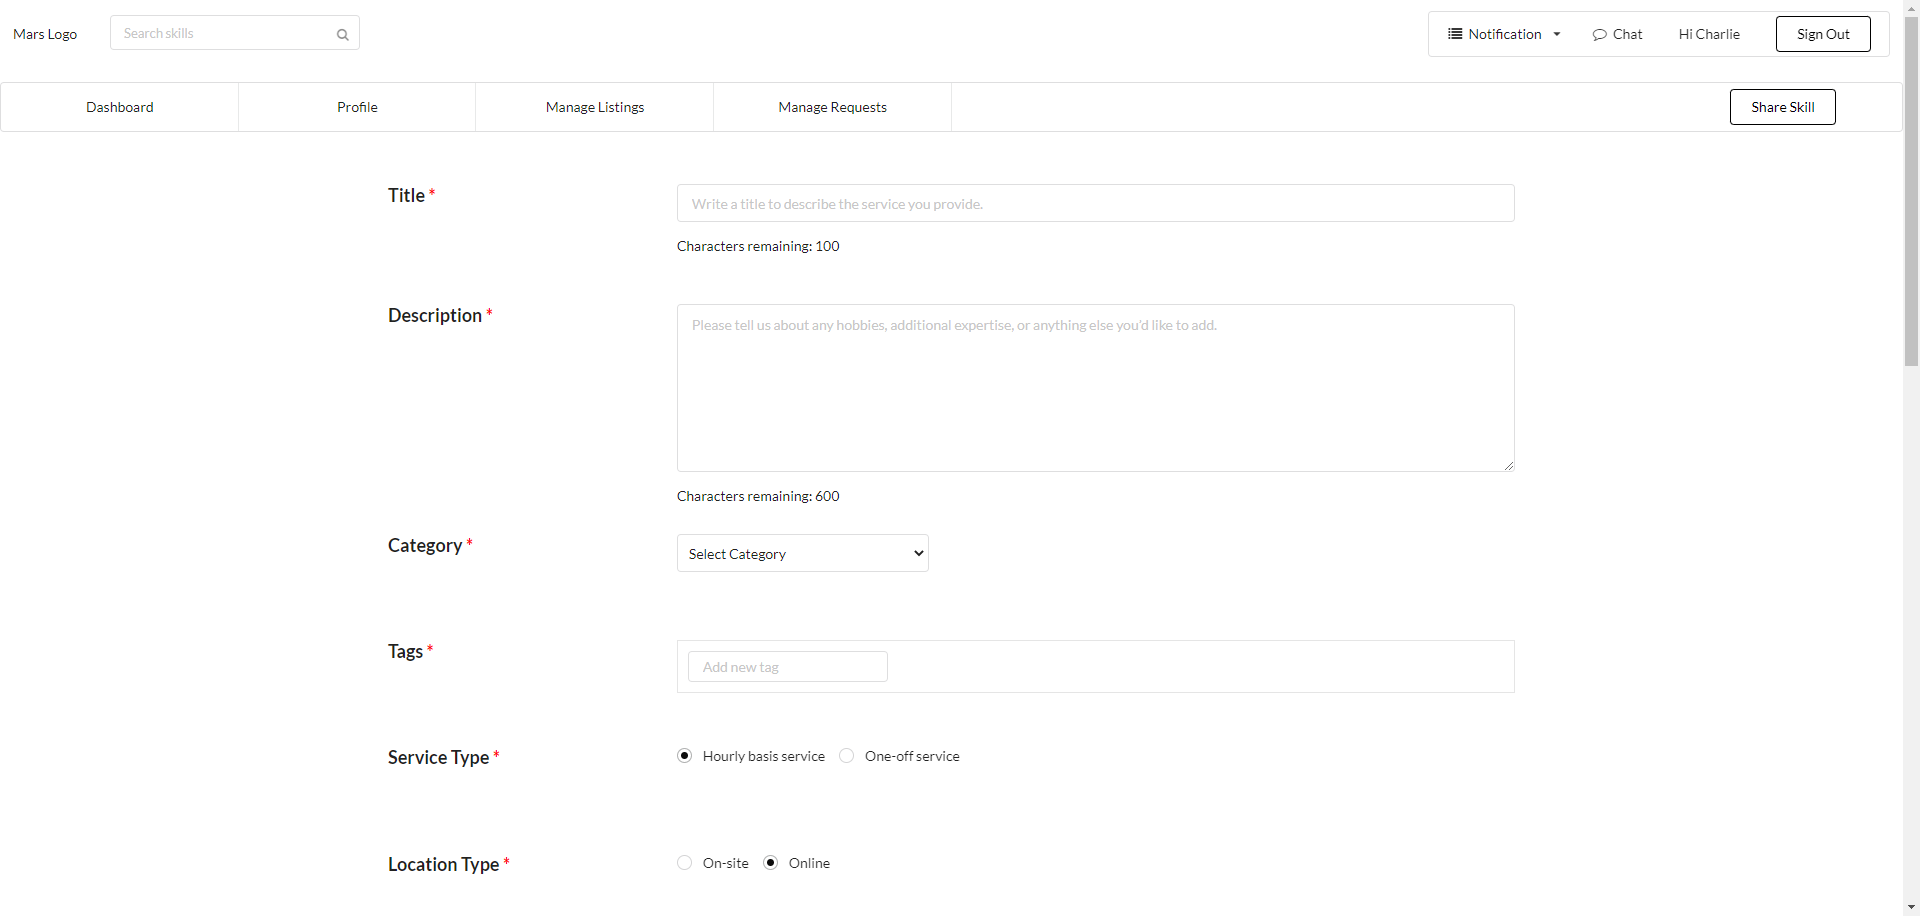 Mars Logo
Search skills
Notification
Chat
Hi Charlie
Sign Out
Dashboard
Profile
Manage Listings
Manage Requests
Share Skill
Title *
Write a title to describe the service you provide.
Characters remaining: 100
Description *
Please tell us about any hobbies, additional expertise, or anything else you'd like to add.
Characters remaining: 600
Category *
Select Category
Tags *
Add new tag
Service Type *
Hourly basis service
One-off service
Location Type *
On-site
Online